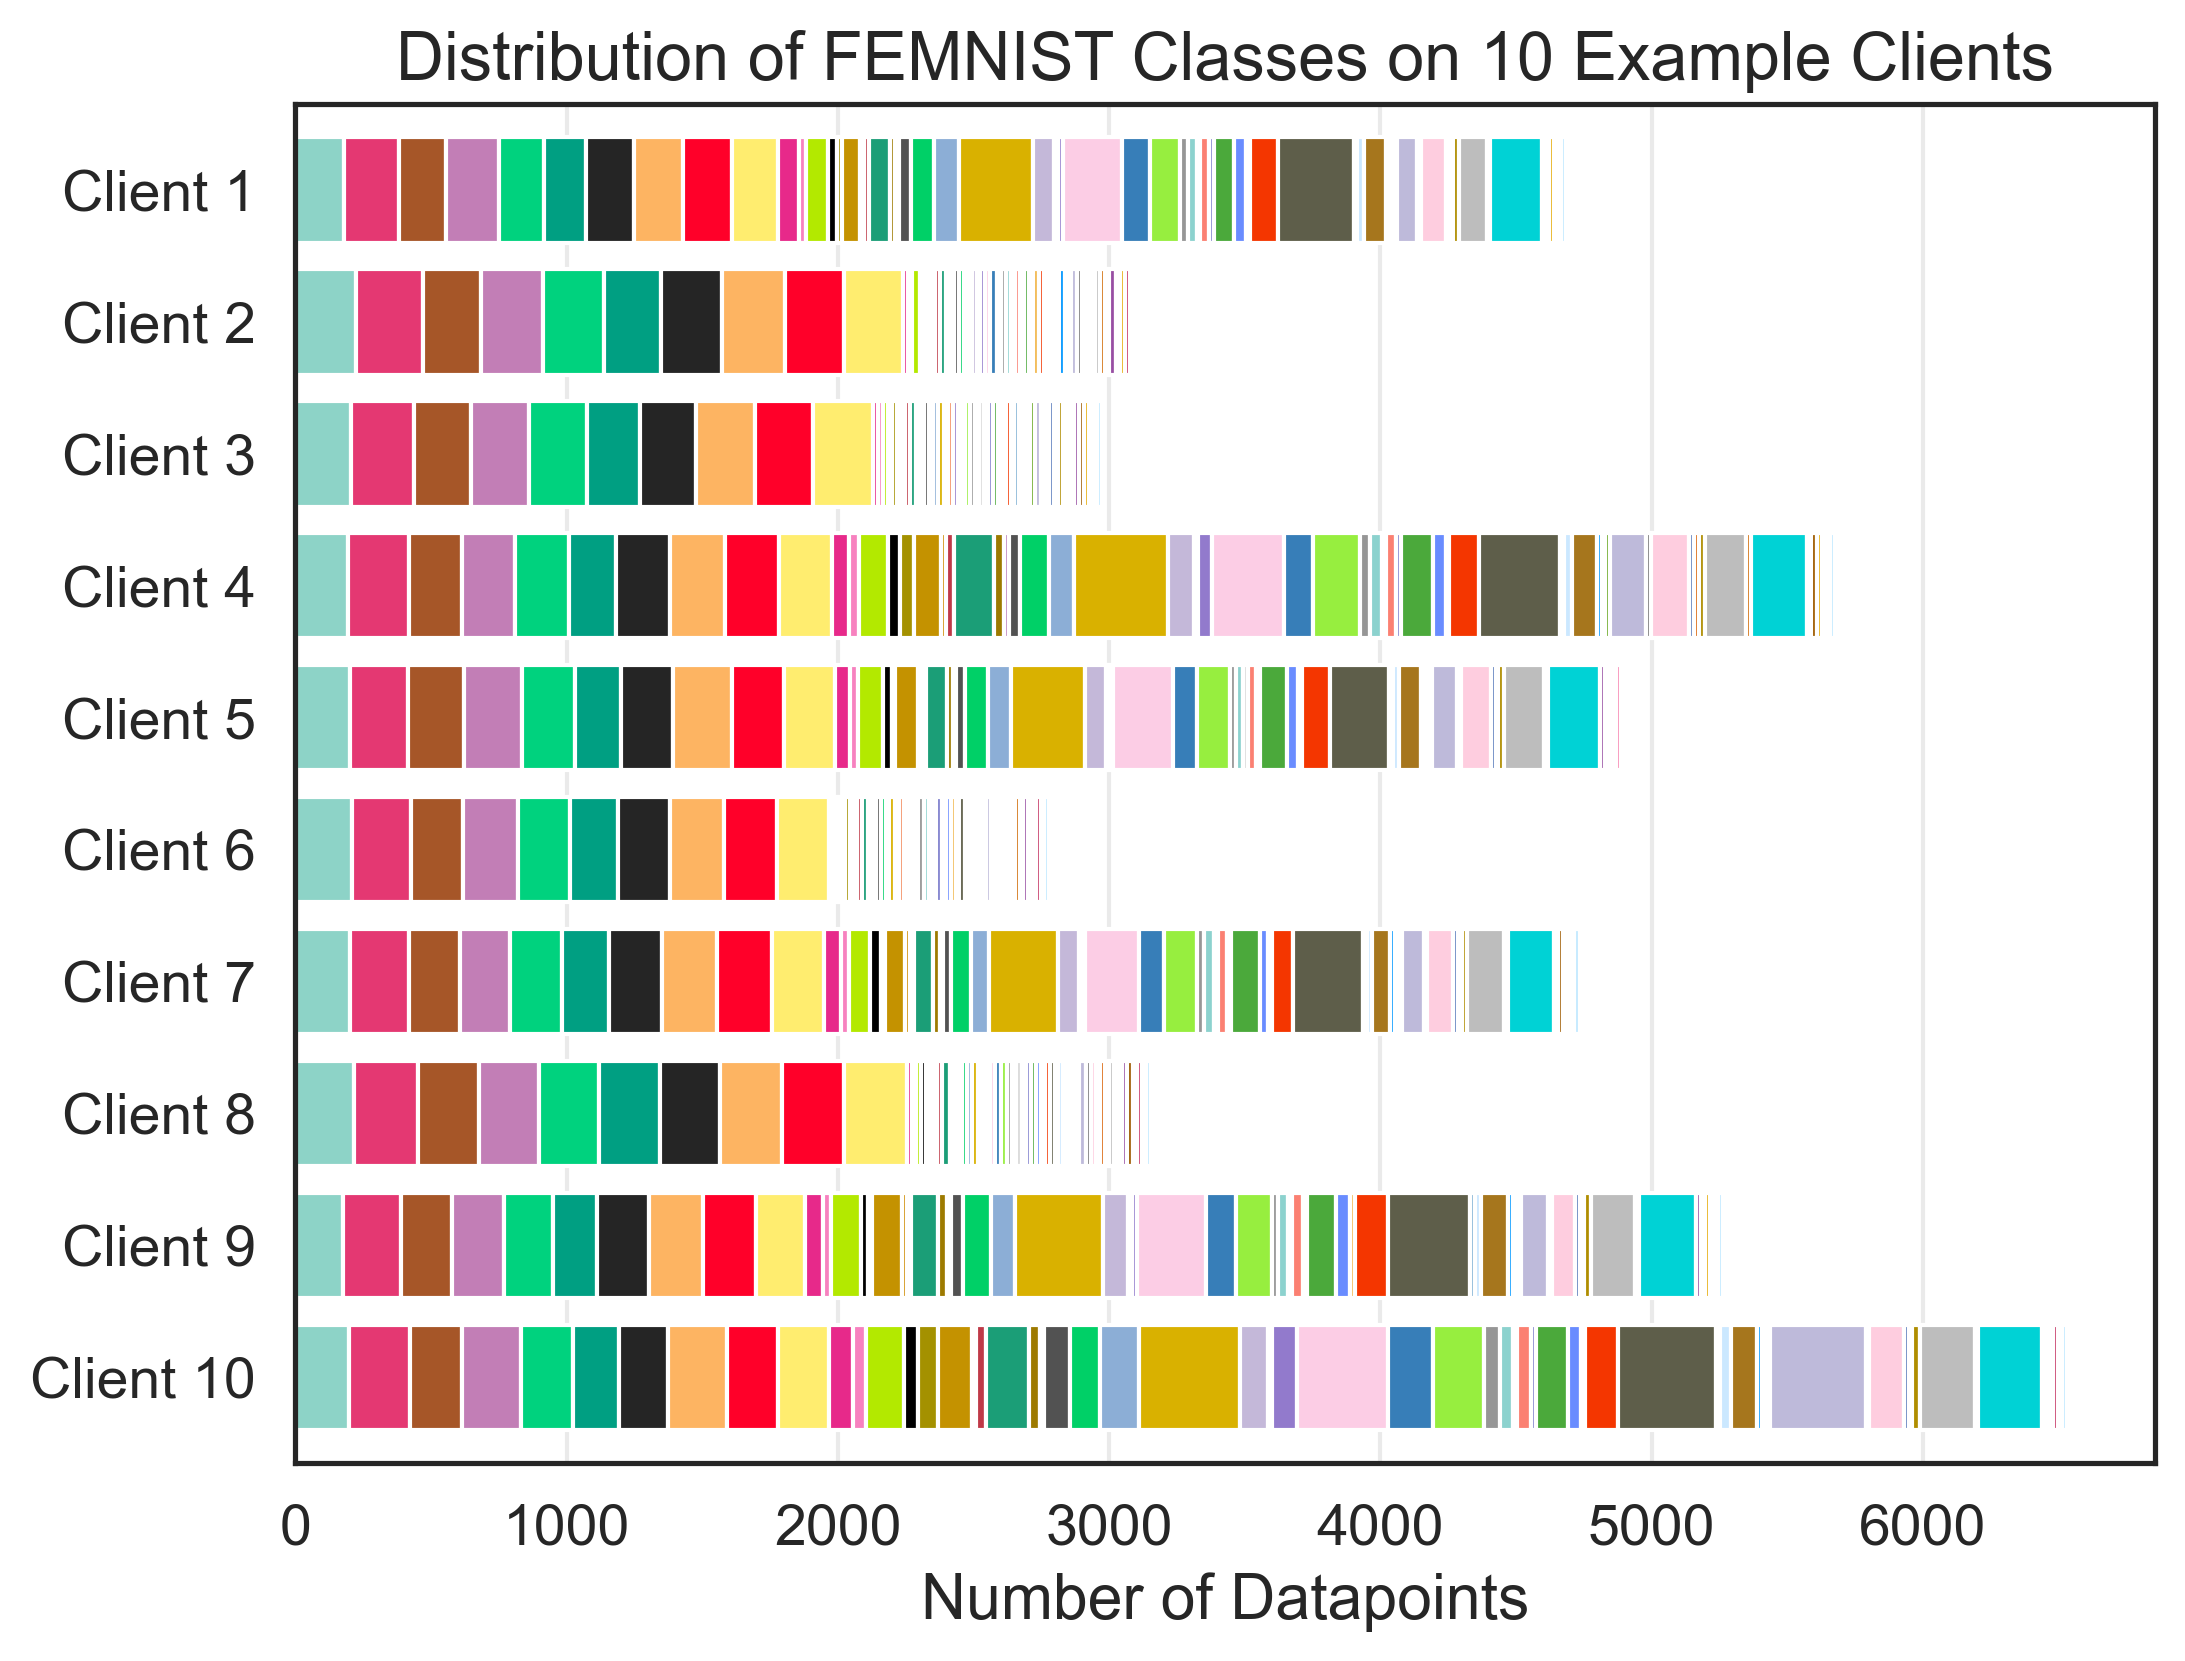 Distribution of FEMNIST Classes on 10 Example Clients
Client 1
Client 2
Client 3
Client 4
Client 5
Client 6
Client 7
Client 8
Client 9
Client 10
0 1000 2000 3000 4000 5000 6000
Number of Datapoints